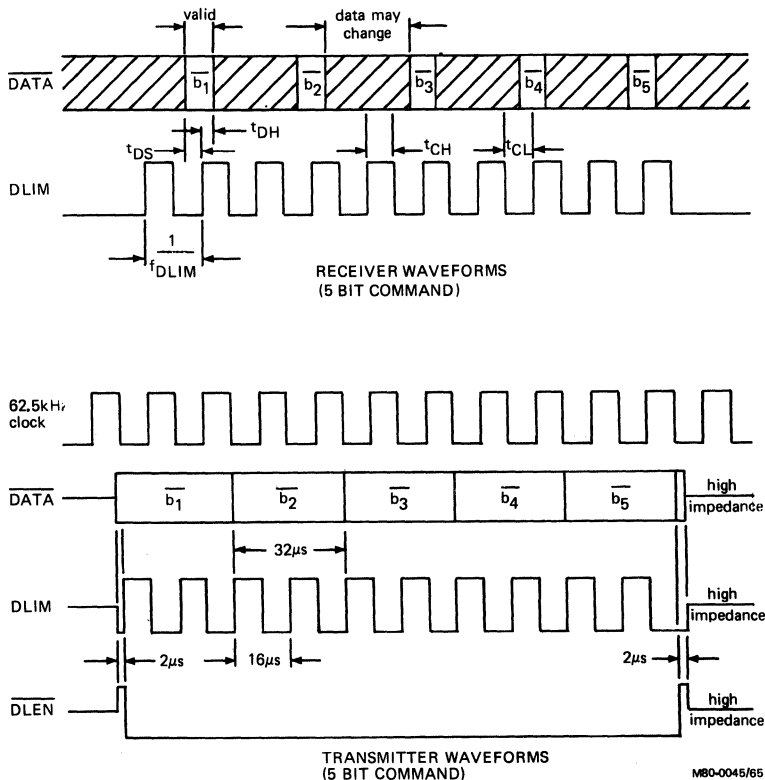 valid
data may
change
DATA
b1
b2
b3
b4
b5
tDS
tDH
tCH
tCL
DLIM
1
fDLIM
RECEIVER WAVEFORMS
(5 BIT COMMAND)
62.5kHz
clock
DATA
b1
b2
b3
b4
b5
high
impedance
32μs
DLIM
high
impedance
2μs
16μs
2μs
DLEN
high
impedance
TRANSMITTER WAVEFORMS
(5 BIT COMMAND)
M80-0045/65